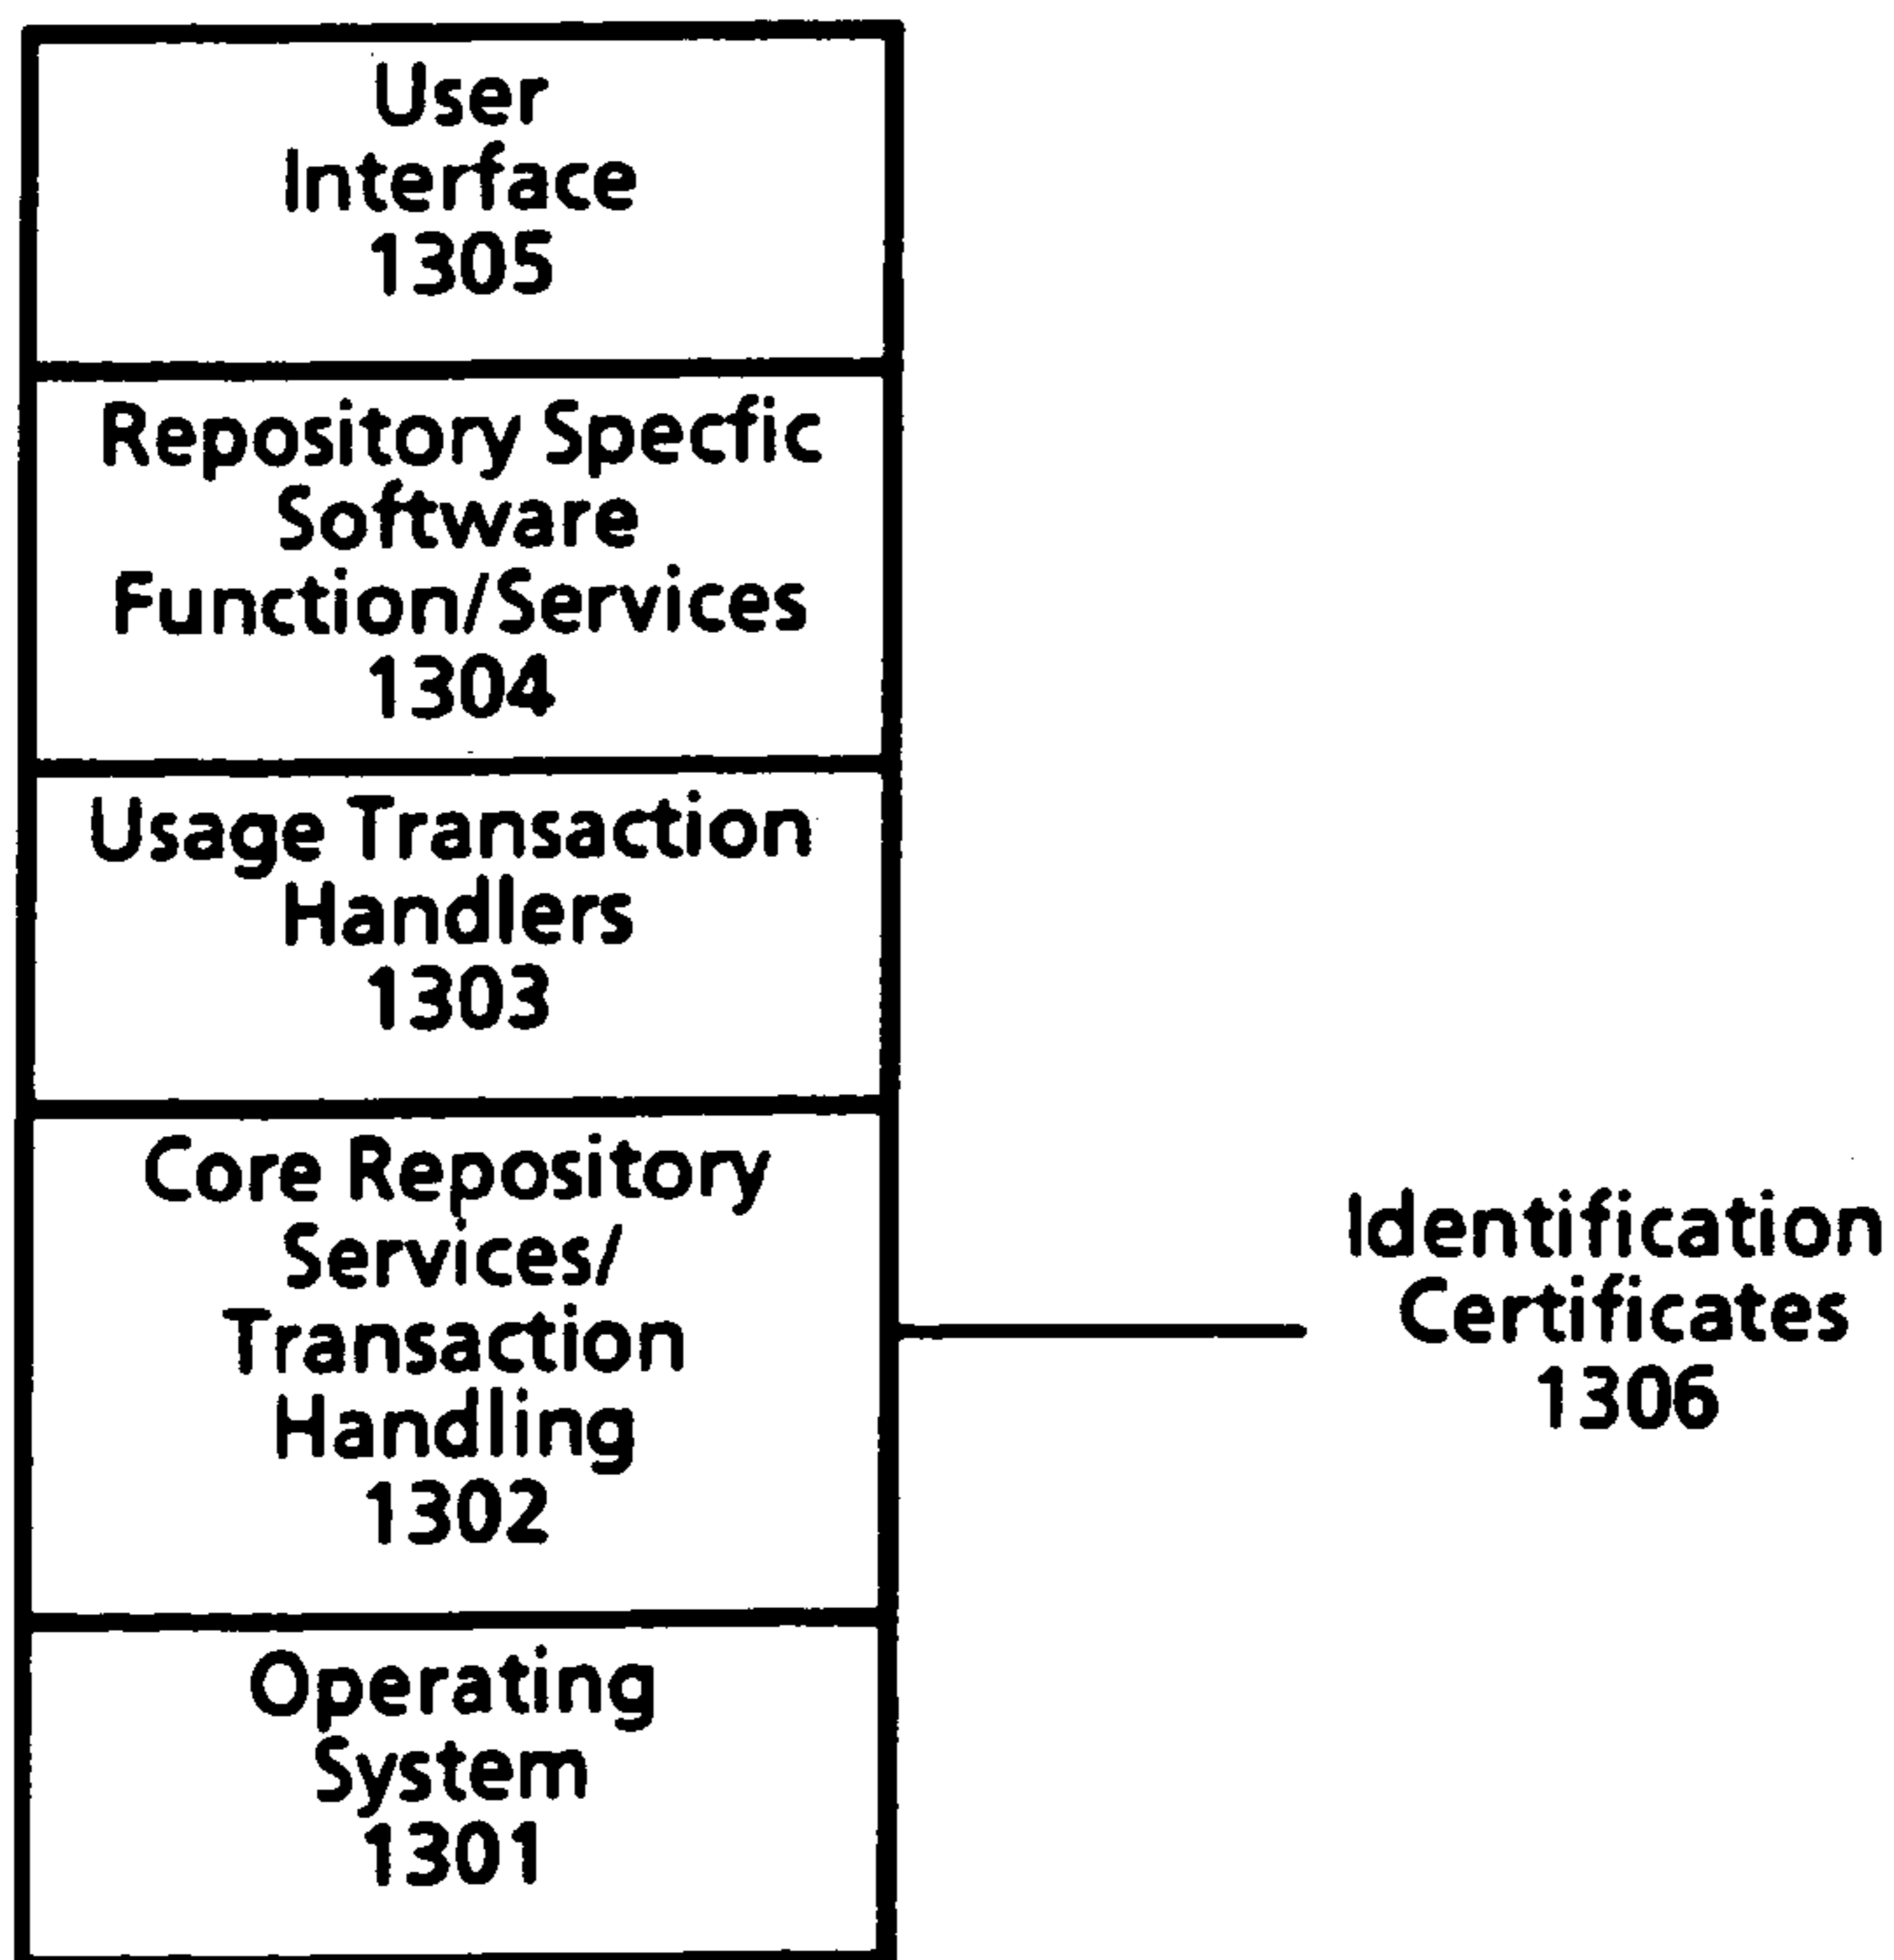 User
Interface
1305
Repository Specfic
Software
Function/Services
1304
Usage Transaction
Handlers
1303
Core Repository
Services/
Transaction
Handling
1302
Identification
Certificates
1306
Operating
System
1301